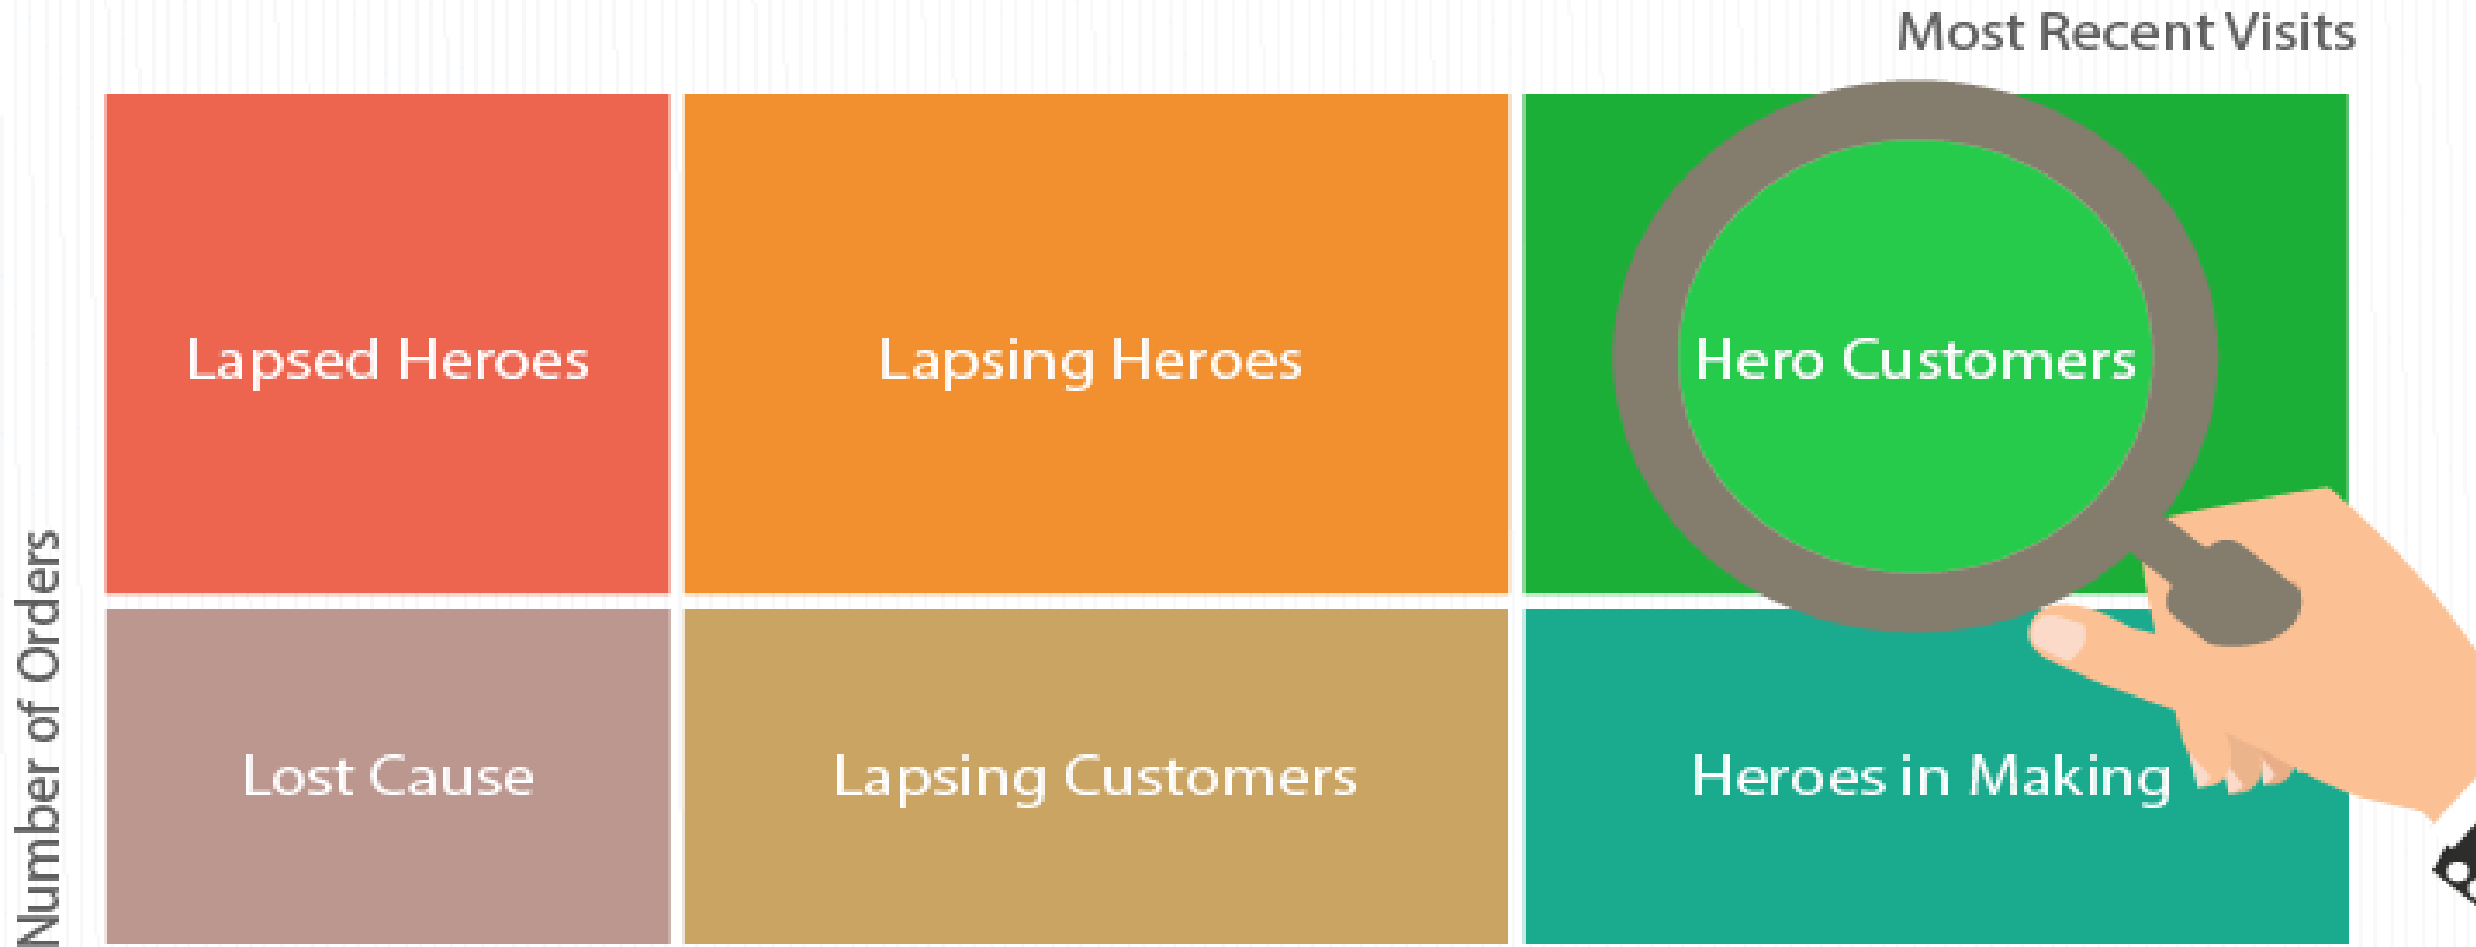 Most Recent Visits
Lapsed Heroes
Lapsing Heroes
Hero Customers
Number of Orders
Lost Cause
Lapsing Customers
Heroes in Making